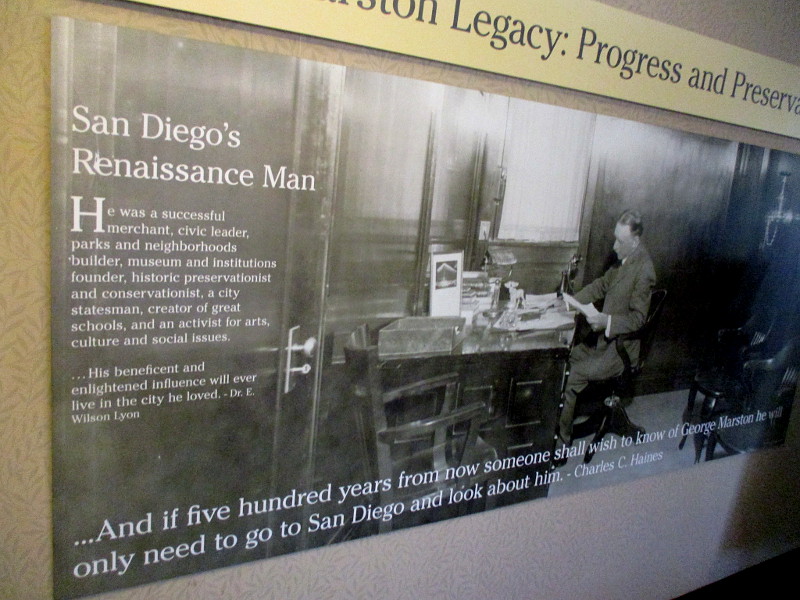 Legacy: Progress and
San Diego's
Renaissance Man
He was a successful
merchant, civic leader,
parks and neighborhoods
builder, museum and institutions
founder, historic preservationist
and conservationist, a city
statesman, creator of great
schools, and an activist for arts,
culture and social issues.
...His beneficent and
enlightened influence will ever
live in the city he loved. - Dr. E.
Wilson Lyon
...And if five hundred years from now someone shall wish to know of George Marston he will
only need to go to San Diego and look about him. - Charles C. Haines